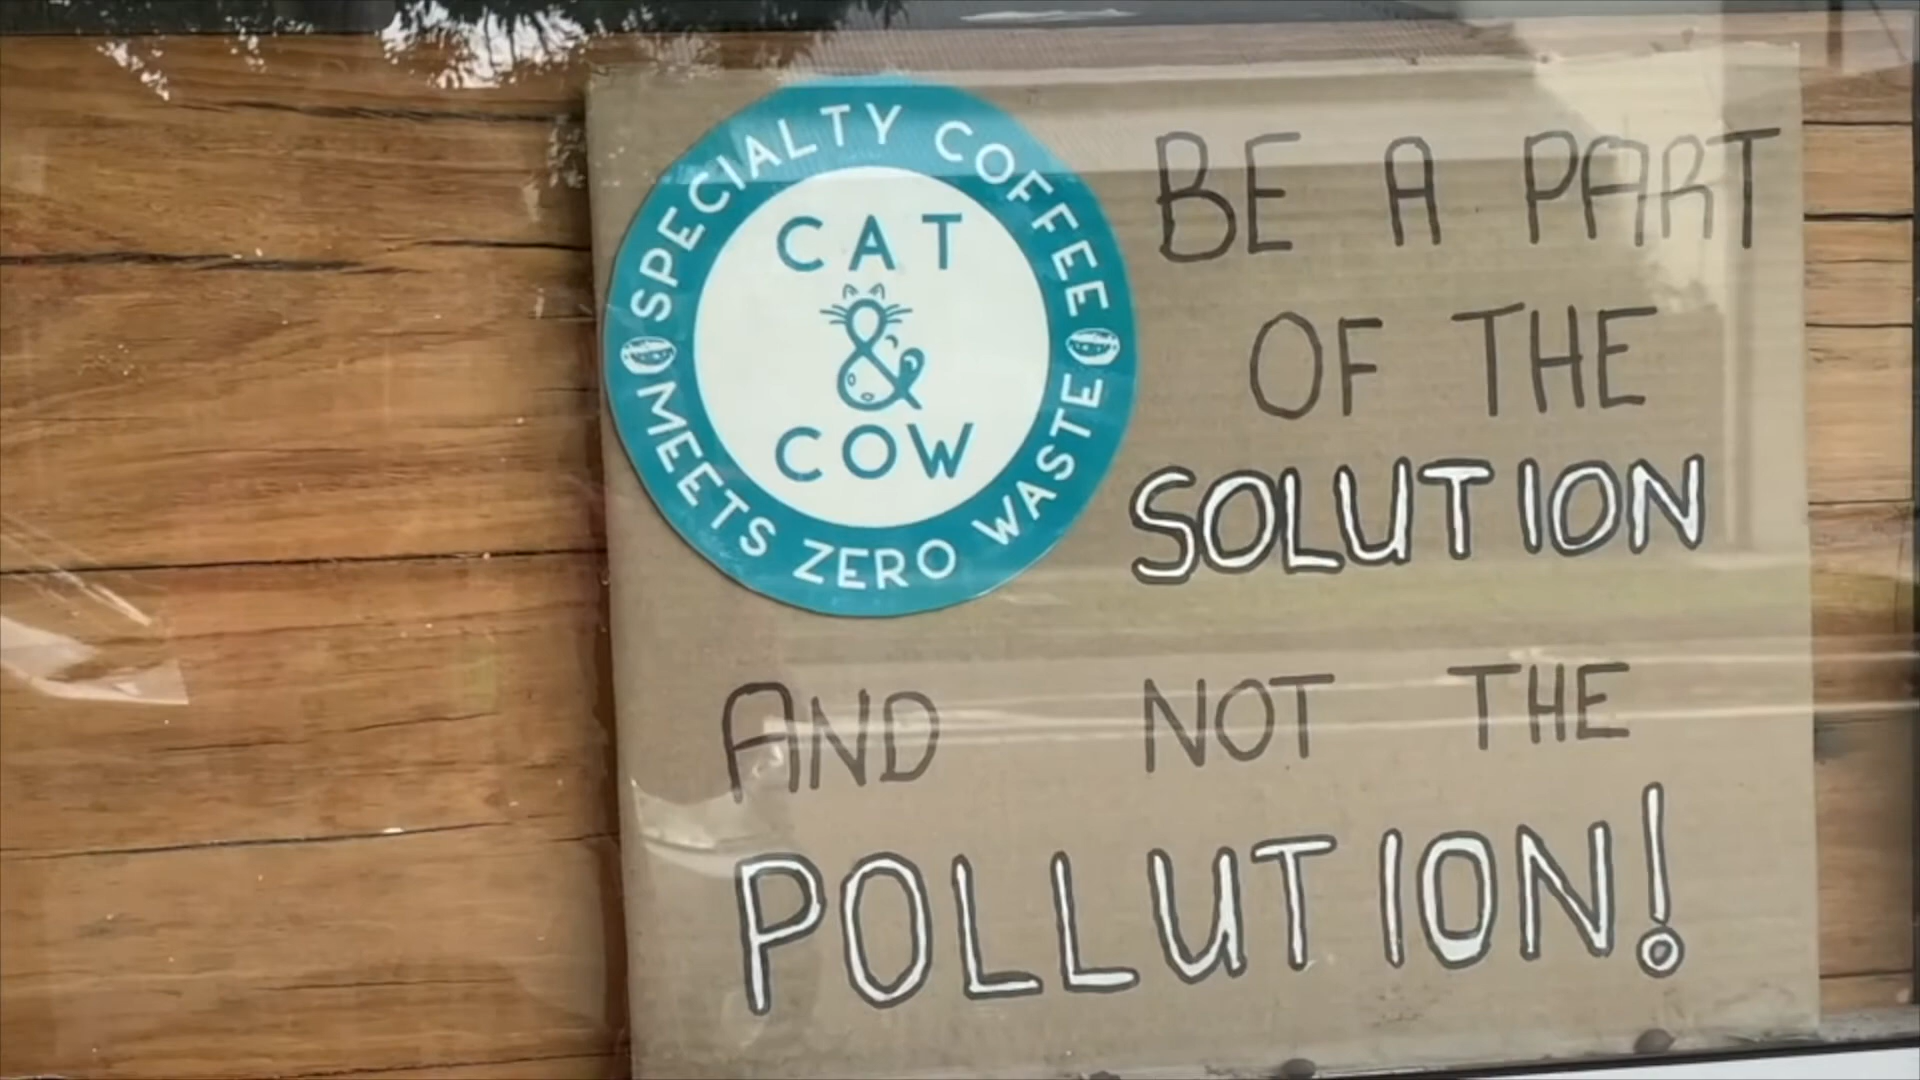 SPECIALTY COFFEE
CAT
&
COW
MEETS ZERO WASTE
BE A PART
OF THE
SOLUTION
AND NOT THE
POLLUTION!